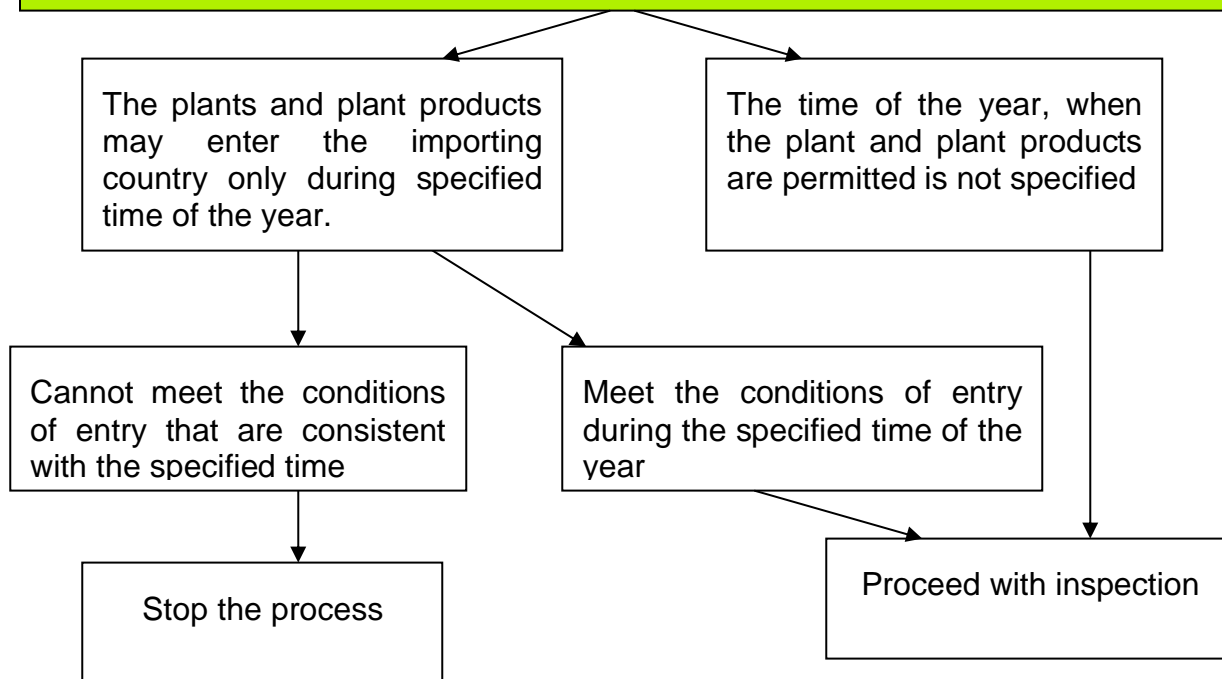 The plants and plant products
may enter the importing
country only during specified
time of the year.
The time of the year, when
the plant and plant products
are permitted is not specified
Cannot meet the conditions
of entry that are consistent
with the specified time
Meet the conditions of entry
during the specified time of the
year
Stop the process
Proceed with inspection